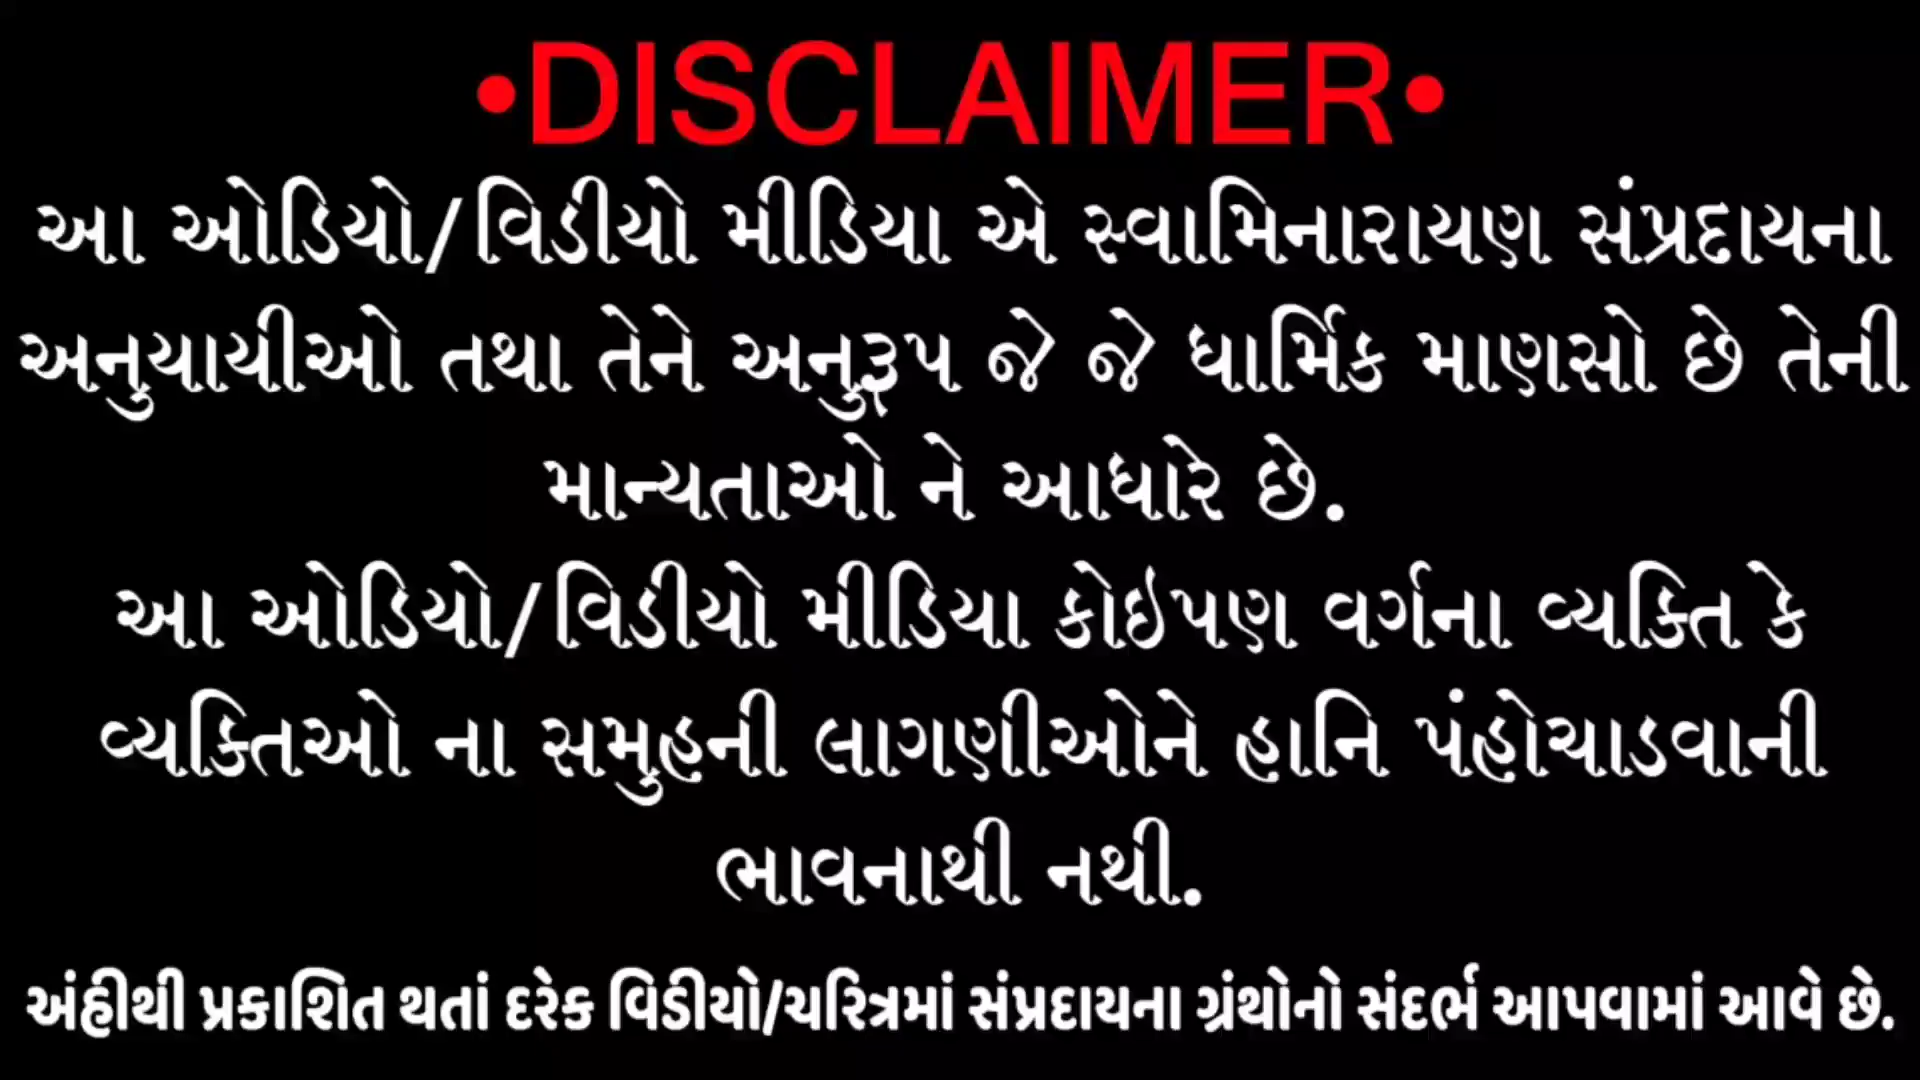 •DISCLAIMER•
આ ઓડિયો/વિડીયો મીડિયા એ સ્વામિનારાયણ સંપ્રદાયના
અનુયાયીઓ તથા તેને અનુરૂપ જે જે ધાર્મિક માણસો છે તેની
માન્યતાઓ ને આધારે છે.
આ ઓડિયો/વિડીયો મીડિયા કોઇપણ વર્ગના વ્યક્તિ કે
વ્યક્તિઓ ના સમુહની લાગણીઓને હાનિ પંહોચાડવાની
ભાવનાથી નથી.
અંહીથી પ્રકાશિત થતાં દરેક વિડીયો/ચરિત્રમાં સંપ્રદાયના ગ્રંથોનો સંદર્ભ આપવામાં આવે છે.